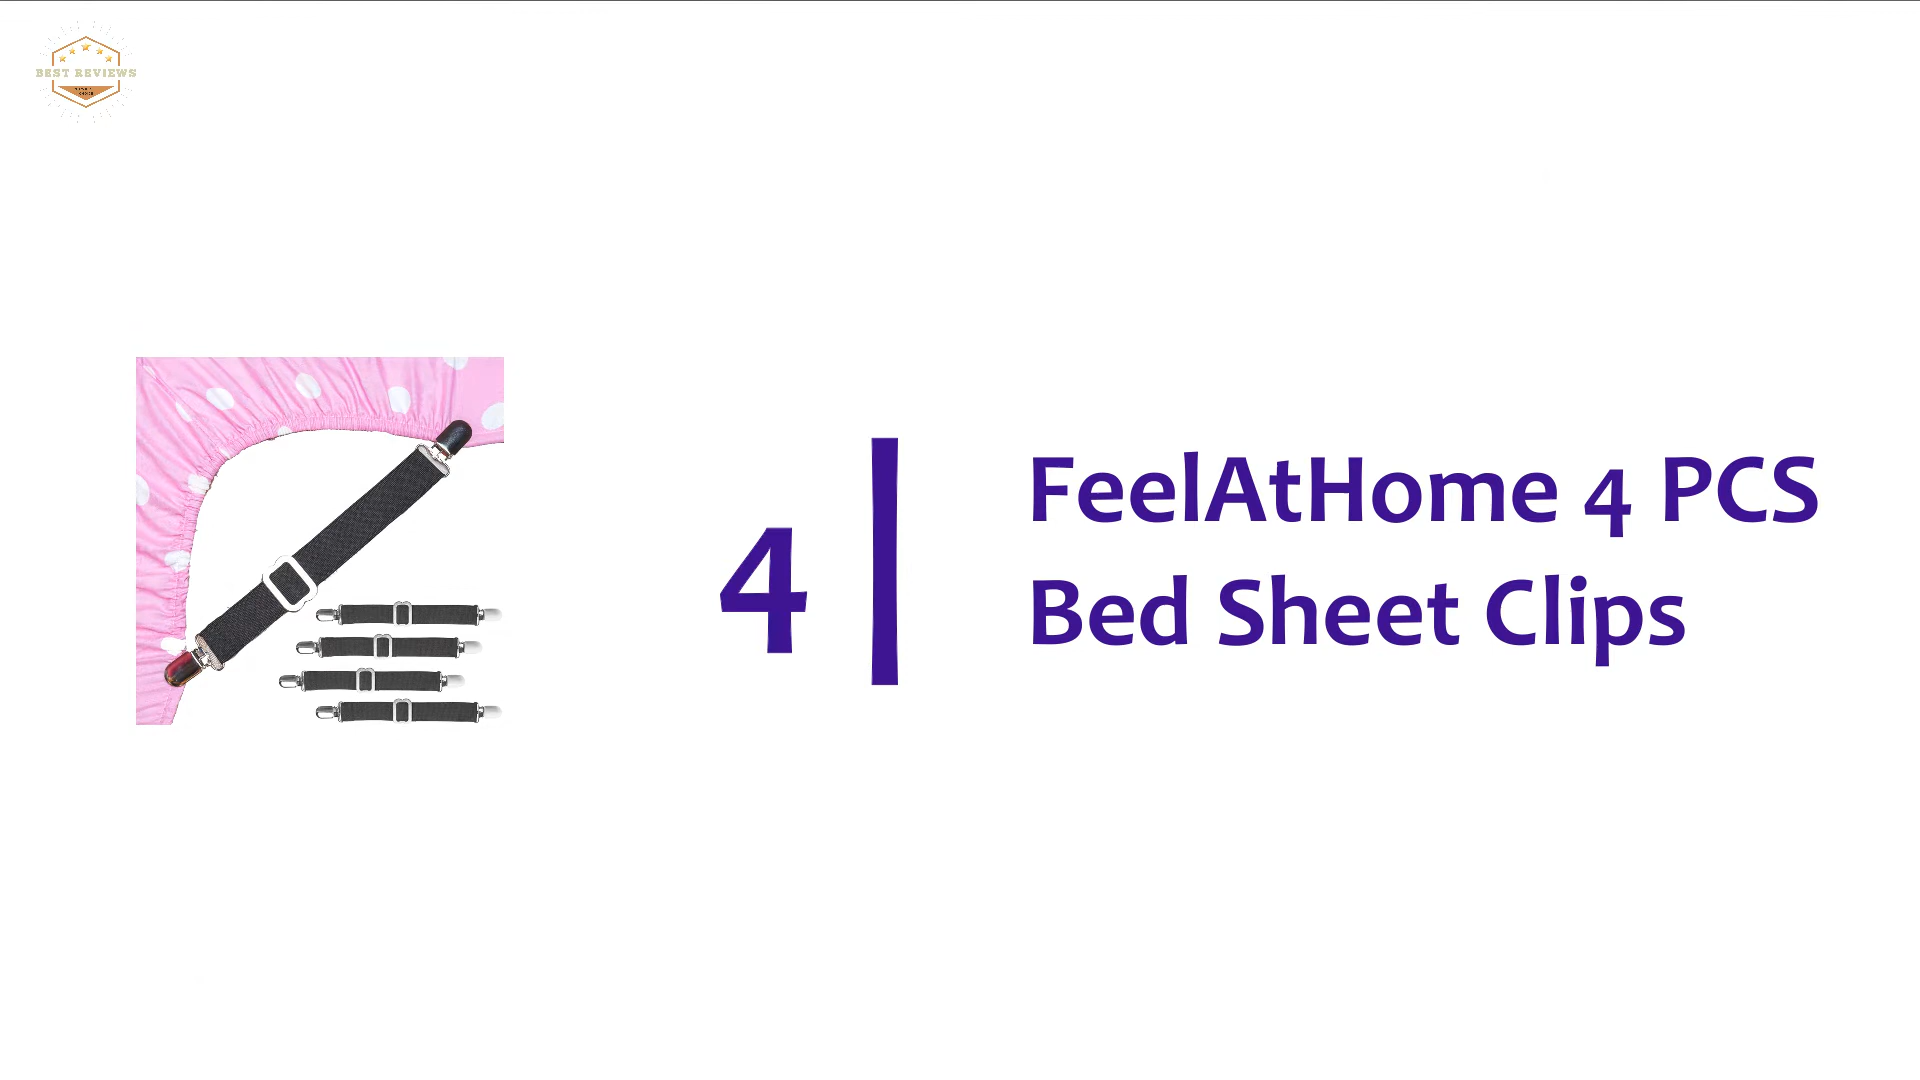 BEST REVIEWS
4
FeelAtHome 4 PCS
Bed Sheet Clips